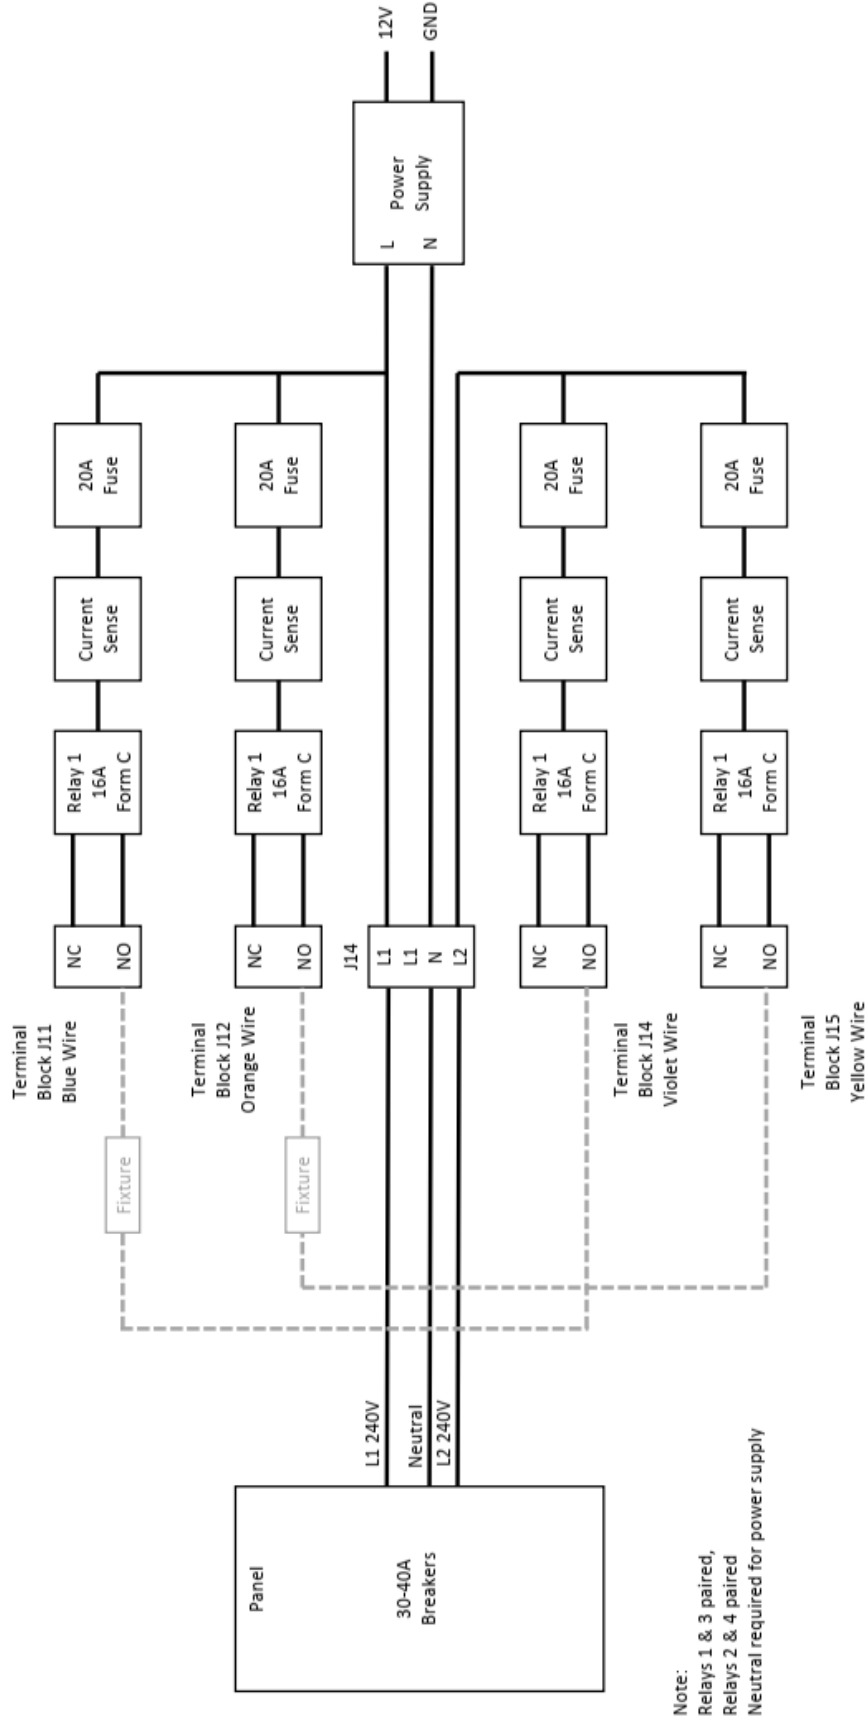 Terminal
Block J11
Blue Wire
NC
NO
Relay 1
16A
Form C
Current
Sense
20A
Fuse
Fixture
Terminal
Block J12
Orange Wire
NC
NO
Relay 1
16A
Form C
Current
Sense
20A
Fuse
Fixture
Panel
30-40A
Breakers
L1 240V
Neutral
L2 240V
J14
L1
L1
N
L2
L
N
Power
Supply
12V
GND
NC
NO
Relay 1
16A
Form C
Current
Sense
20A
Fuse
Terminal
Block J14
Violet Wire
NC
NO
Relay 1
16A
Form C
Current
Sense
20A
Fuse
Terminal
Block J15
Yellow Wire
Note:
Relays 1 & 3 paired,
Relays 2 & 4 paired
Neutral required for power supply